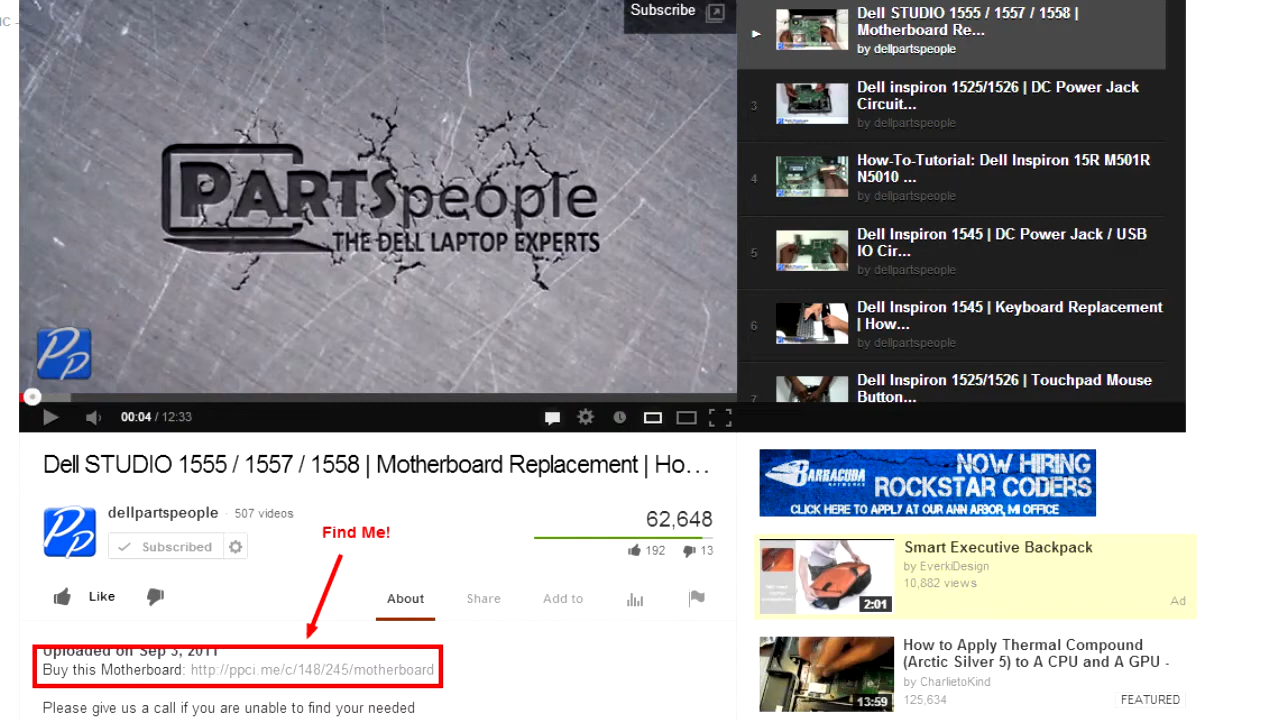 IC -
Subscribe
PARTSpeople
THE DELL LAPTOP EXPERTS
PP
00:04 / 12:33
Dell STUDIO 1555 / 1557 / 1558 |
Motherboard Re...
by dellpartspeople
3
Dell inspiron 1525/1526 | DC Power Jack
Circuit...
by dellpartspeople
4
How-To-Tutorial: Dell Inspiron 15R M501R
N5010 ...
by dellpartspeople
5
Dell Inspiron 1545 | DC Power Jack / USB
IO Cir...
by dellpartspeople
6
Dell Inspiron 1545 | Keyboard Replacement
| How...
by dellpartspeople
7
Dell Inspiron 1525/1526 | Touchpad Mouse
Button...
Dell STUDIO 1555 / 1557 / 1558 | Motherboard Replacement | Ho...
PP
dellpartspeople · 507 videos
Subscribed
Find Me!
62,648
192
13
Like
About
Share
Add to
Uploaded on Sep 3, 2011
Buy this Motherboard: http://ppci.me/c/148/245/motherboard
Please give us a call if you are unable to find your needed
BARRACUDA
NETWORKS
NOW HIRING
ROCKSTAR CODERS
CLICK HERE TO APPLY AT OUR ANN ARBOR, MI OFFICE
Smart Executive Backpack
by EverkiDesign
10,882 views
2:01
Ad
How to Apply Thermal Compound
(Arctic Silver 5) to A CPU and A GPU -
by CharlietoKind
125,634
FEATURED
13:59